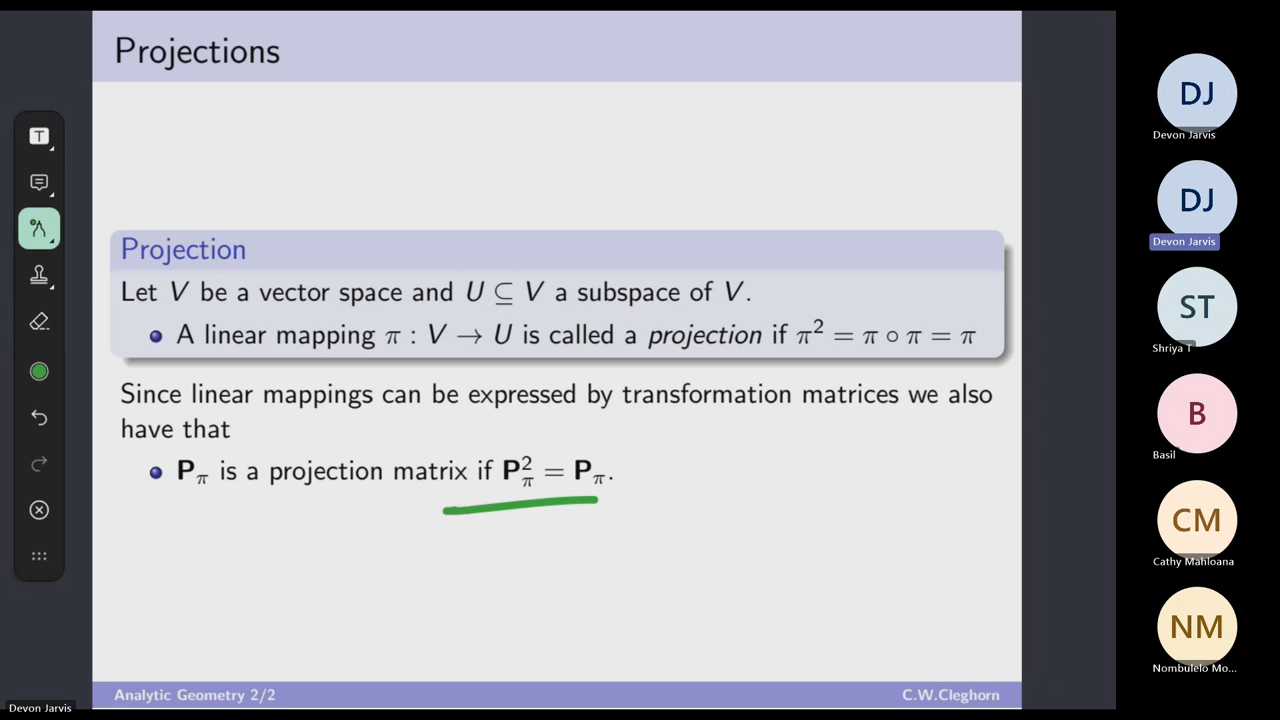 Projections
Projection
Let V be a vector space and U ⊆ V a subspace of V.
A linear mapping π : V → U is called a projection if π² = π ∘ π = π
Since linear mappings can be expressed by transformation matrices we also
have that
P_π is a projection matrix if P²_π = P_π.
Analytic Geometry 2/2
C.W.Cleghorn
Devon Jarvis
T
DJ
Devon Jarvis
DJ
Devon Jarvis
ST
Shriya T
B
Basil
CM
Cathy Mahloana
NM
Nombulelo Mo...